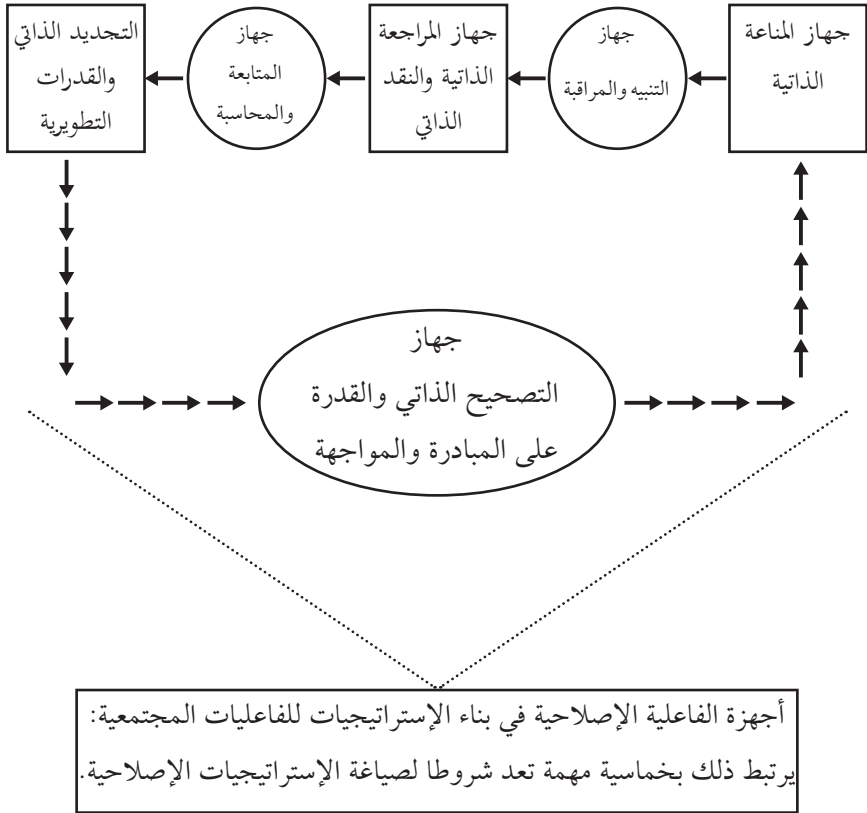 جهاز المناعة
الذاتية
جهاز
التنبيه والمراقبة
جهاز المراجعة
الذاتية والنقد
الذاتي
جهاز
المتابعة
والمحاسبة
التجديد الذاتي
والقدرات
التطويرية
جهاز
التصحيح الذاتي والقدرة
على المبادرة والمواجهة
أجهزة الفاعلية الإصلاحية في بناء الإستراتيجيات للفاعليات المجتمعية:
يرتبط ذلك بخماسية مهمة تعد شروطا لصياغة الإستراتيجيات الإصلاحية.